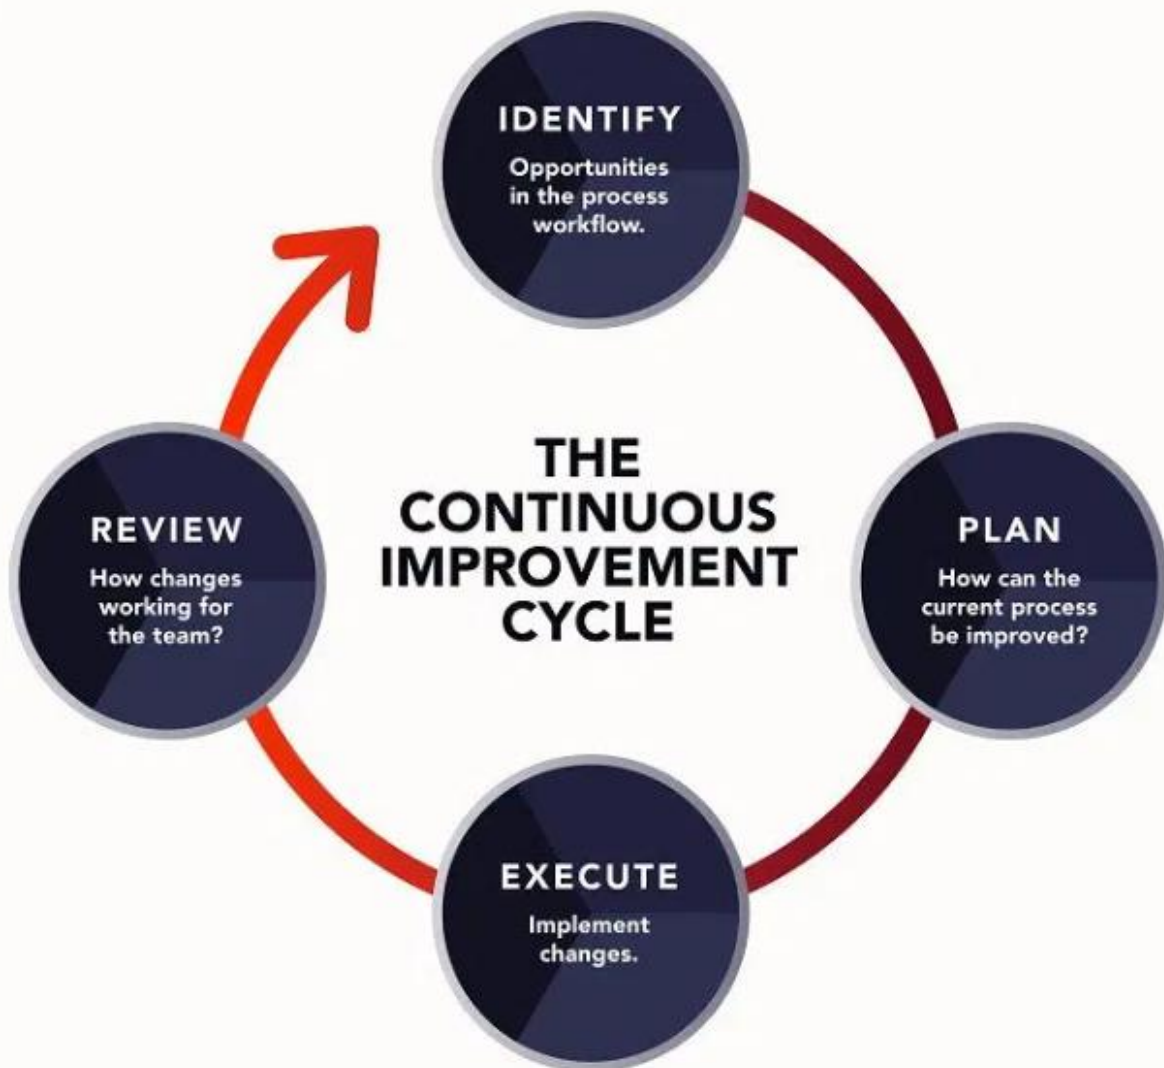 IDENTIFY
Opportunities
in the process
workflow.
THE
CONTINUOUS
IMPROVEMENT
CYCLE
PLAN
How can the
current process
be improved?
EXECUTE
Implement
changes.
REVIEW
How changes
working for
the team?